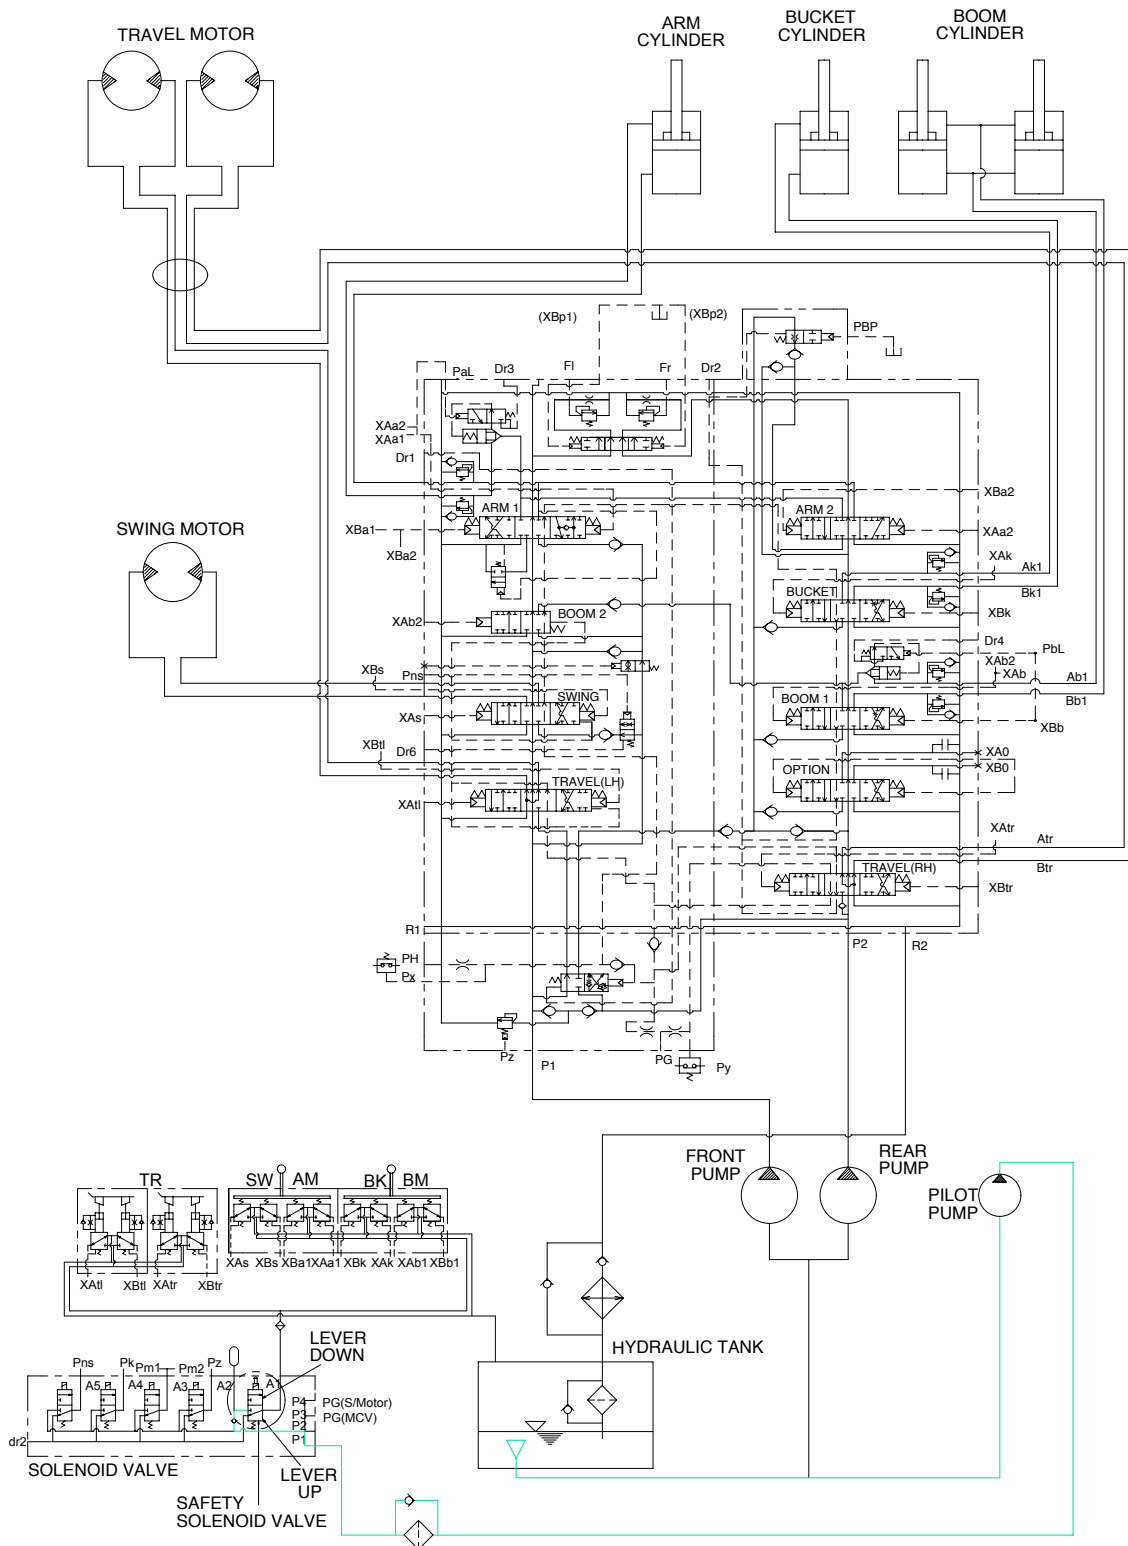 ARM
CYLINDER
BUCKET
CYLINDER
BOOM
CYLINDER
TRAVEL MOTOR
(XBp1)
(XBp2)
PBP
PaL
Dr3
Fl
Fr
Dr2
XAa2
XAa1
Dr1
XBa2
SWING MOTOR
ARM 1
ARM 2
XBa1
XAa2
XBa2
XAk
Ak1
BUCKET
Bk1
XAb2
BOOM 2
XBk
Dr4
PbL
XBs
Pns
XAb2
XAb
Ab1
SWING
BOOM 1
Bb1
XAs
XBb
XBtl
Dr6
XA0
XB0
TRAVEL(LH)
OPTION
XAtl
XAtr
Atr
TRAVEL(RH)
Btr
XBtr
R1
P2
R2
PH
Px
Pz
P1
PG
Py
FRONT
PUMP
REAR
PUMP
PILOT
PUMP
TR
SW
AM
BK
BM
XAtl
XBtl
XAtr
XBtr
XAs
XBs
XBa1
XAa1
XBk
XAk
XAb1
XBb1
HYDRAULIC TANK
LEVER
DOWN
Pns
Pk
Pm1
Pm2
Pz
A5
A4
A3
A2
A1
P4
PG(S/Motor)
P3
PG(MCV)
P2
P1
dr2
SOLENOID VALVE
LEVER
UP
SAFETY
SOLENOID VALVE